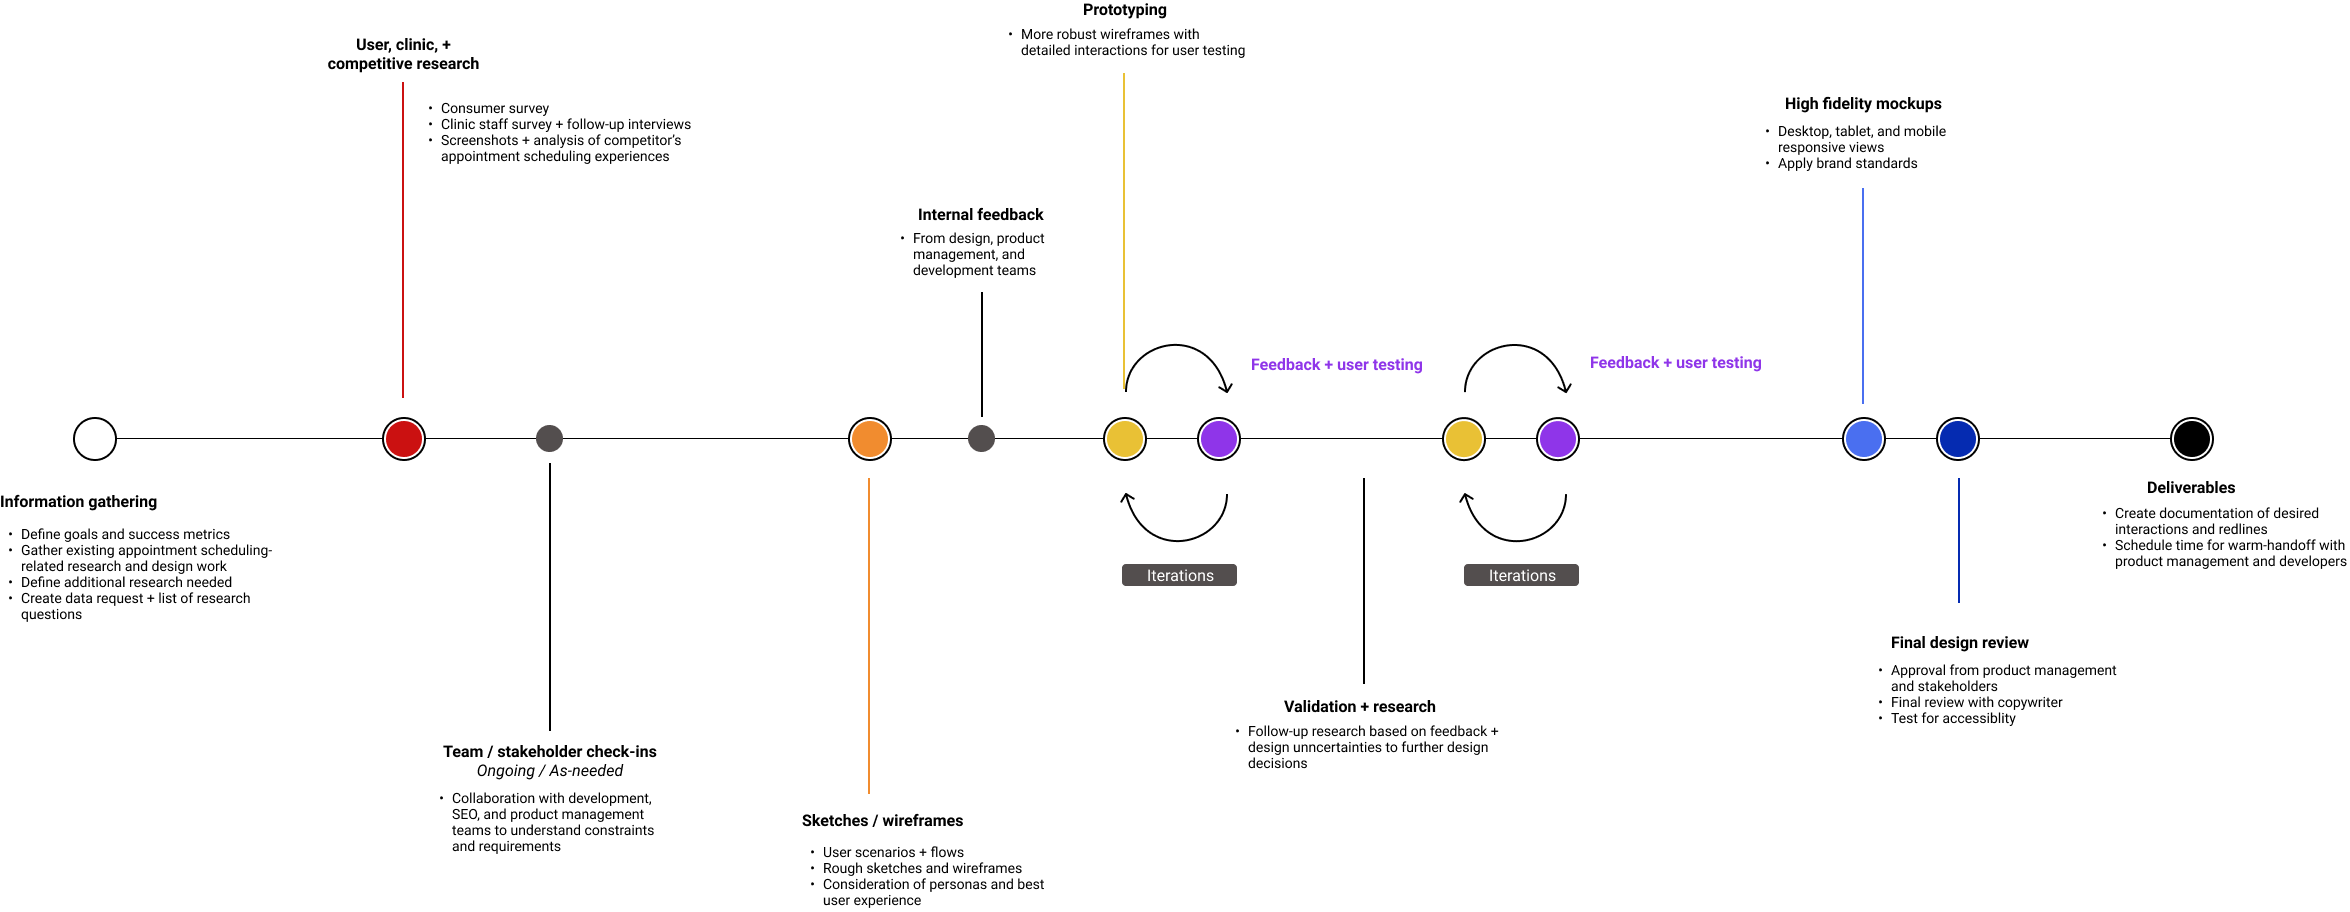 Prototyping
• More robust wireframes with
detailed interactions for user testing
User, clinic, +
competitive research
• Consumer survey
• Clinic staff survey + follow-up interviews
• Screenshots + analysis of competitor's
appointment scheduling experiences
High fidelity mockups
• Desktop, tablet, and mobile
responsive views
• Apply brand standards
Internal feedback
• From design, product
management, and
development teams
Feedback + user testing
Feedback + user testing
Information gathering
• Define goals and success metrics
• Gather existing appointment scheduling-
related research and design work
• Define additional research needed
• Create data request + list of research
questions
Iterations
Iterations
Deliverables
• Create documentation of desired
interactions and redlines
• Schedule time for warm-handoff with
product management and developers
Final design review
• Approval from product management
and stakeholders
• Final review with copywriter
• Test for accessiblity
Validation + research
• Follow-up research based on feedback +
design unncertainties to further design
decisions
Team / stakeholder check-ins
Ongoing / As-needed
• Collaboration with development,
SEO, and product management
teams to understand constraints
and requirements
Sketches / wireframes
• User scenarios + flows
• Rough sketches and wireframes
• Consideration of personas and best
user experience